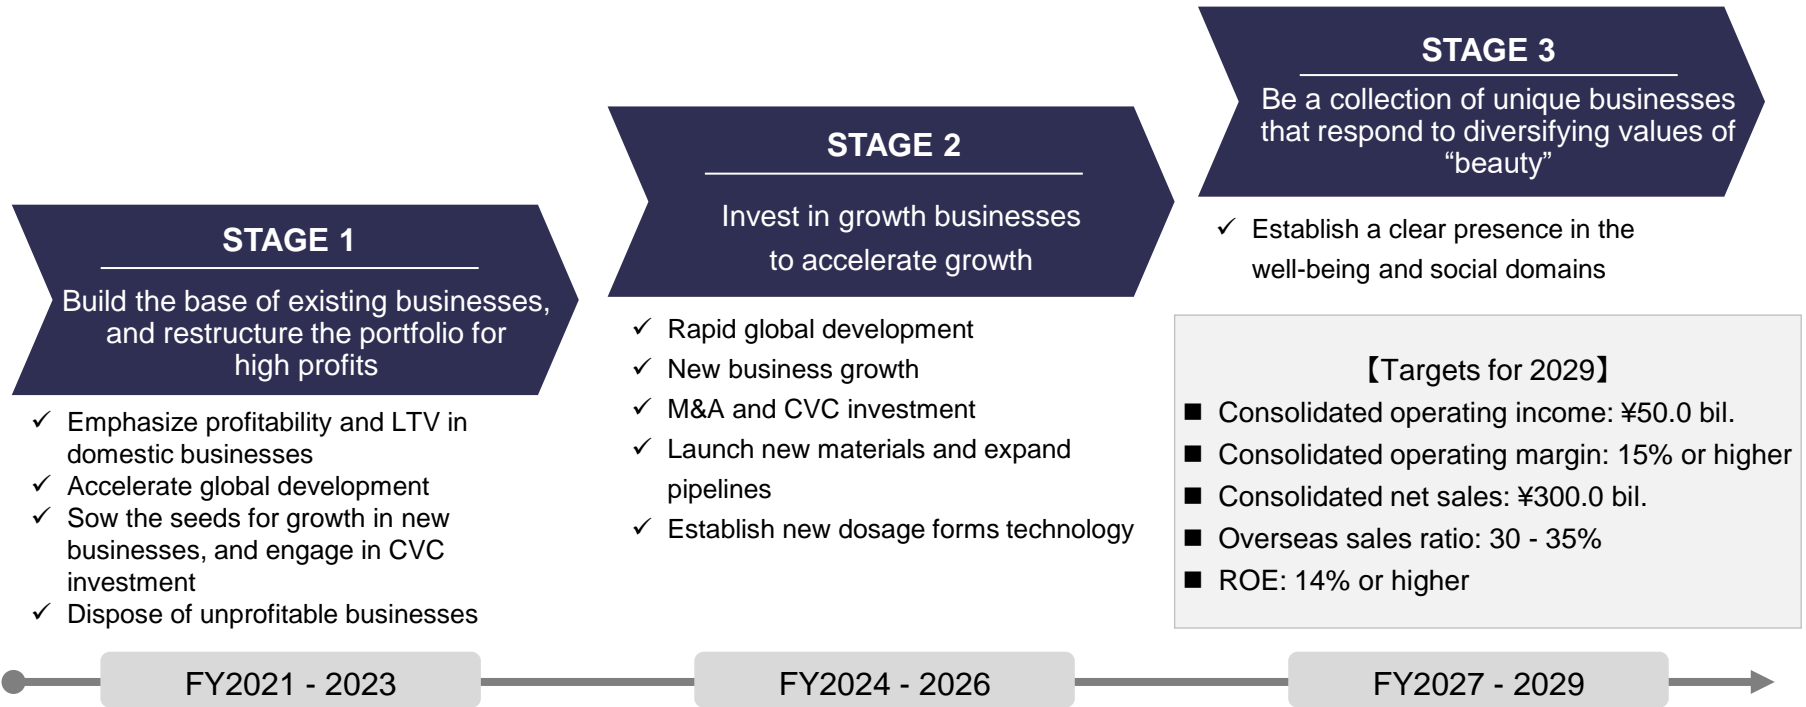 STAGE 1
Build the base of existing businesses,
and restructure the portfolio for
high profits
✓ Emphasize profitability and LTV in
domestic businesses
✓ Accelerate global development
✓ Sow the seeds for growth in new
businesses, and engage in CVC
investment
✓ Dispose of unprofitable businesses
FY2021 - 2023
STAGE 2
Invest in growth businesses
to accelerate growth
✓ Rapid global development
✓ New business growth
✓ M&A and CVC investment
✓ Launch new materials and expand
pipelines
✓ Establish new dosage forms technology
FY2024 - 2026
STAGE 3
Be a collection of unique businesses
that respond to diversifying values of
“beauty”
✓ Establish a clear presence in the
well-being and social domains
【Targets for 2029】
■ Consolidated operating income: ¥50.0 bil.
■ Consolidated operating margin: 15% or higher
■ Consolidated net sales: ¥300.0 bil.
■ Overseas sales ratio: 30 - 35%
■ ROE: 14% or higher
FY2027 - 2029